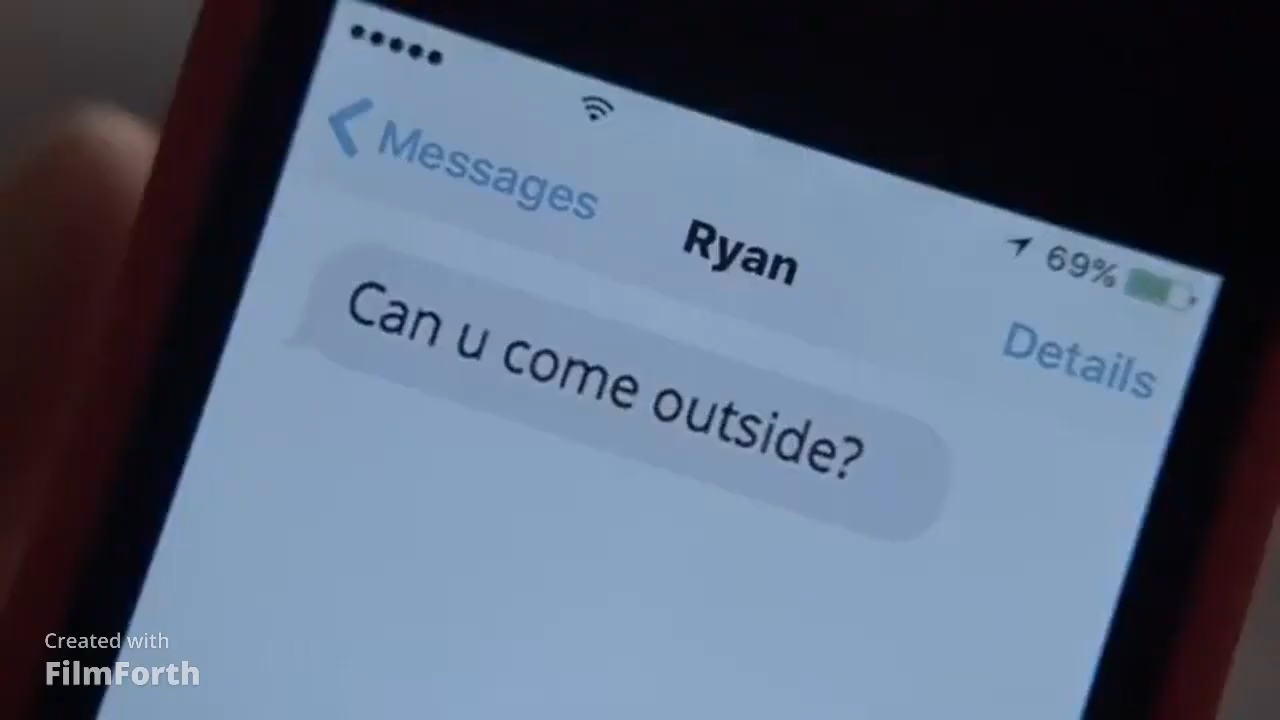 Messages
Ryan
69%
Details
Can u come outside?
Created with
FilmForth